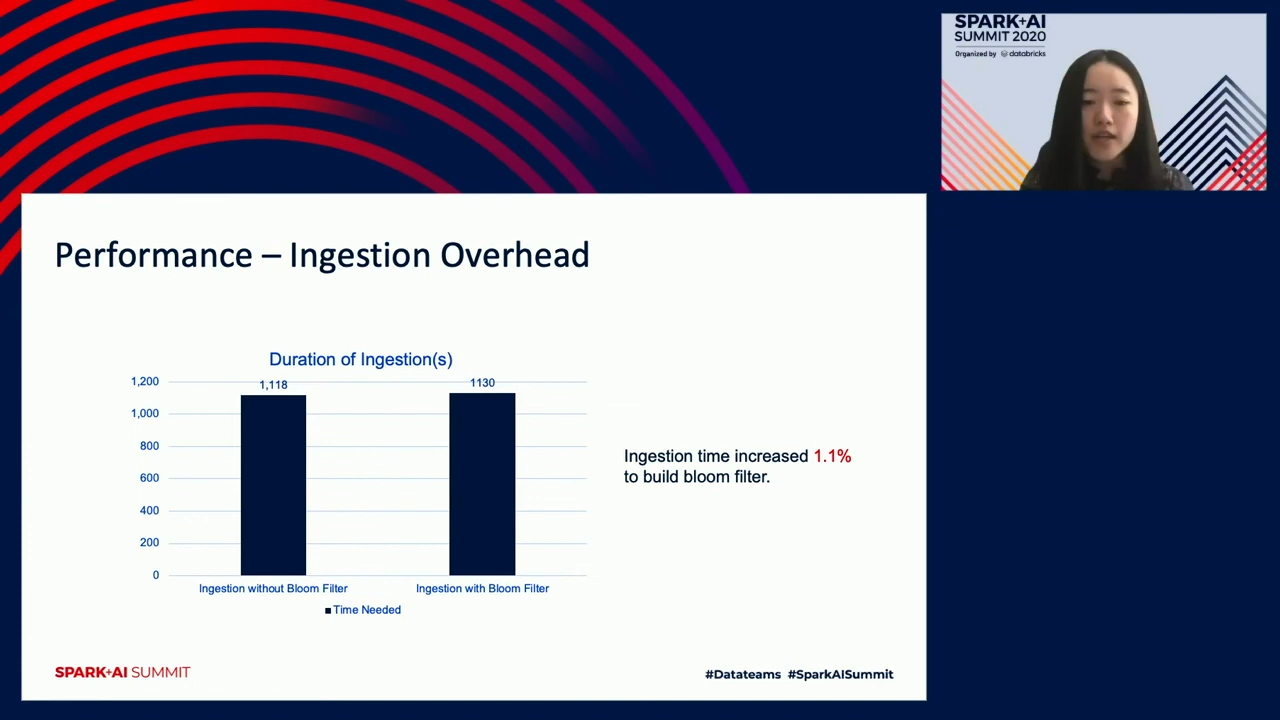 SPARK+AI
SUMMIT 2020
Organized by databricks
Performance – Ingestion Overhead
Duration of Ingestion(s)
1,200
1,000
800
600
400
200
0
1,118
1130
Ingestion without Bloom Filter
Ingestion with Bloom Filter
Time Needed
Ingestion time increased 1.1%
to build bloom filter.
SPARK+AI SUMMIT
#Datateams #SparkAISummit